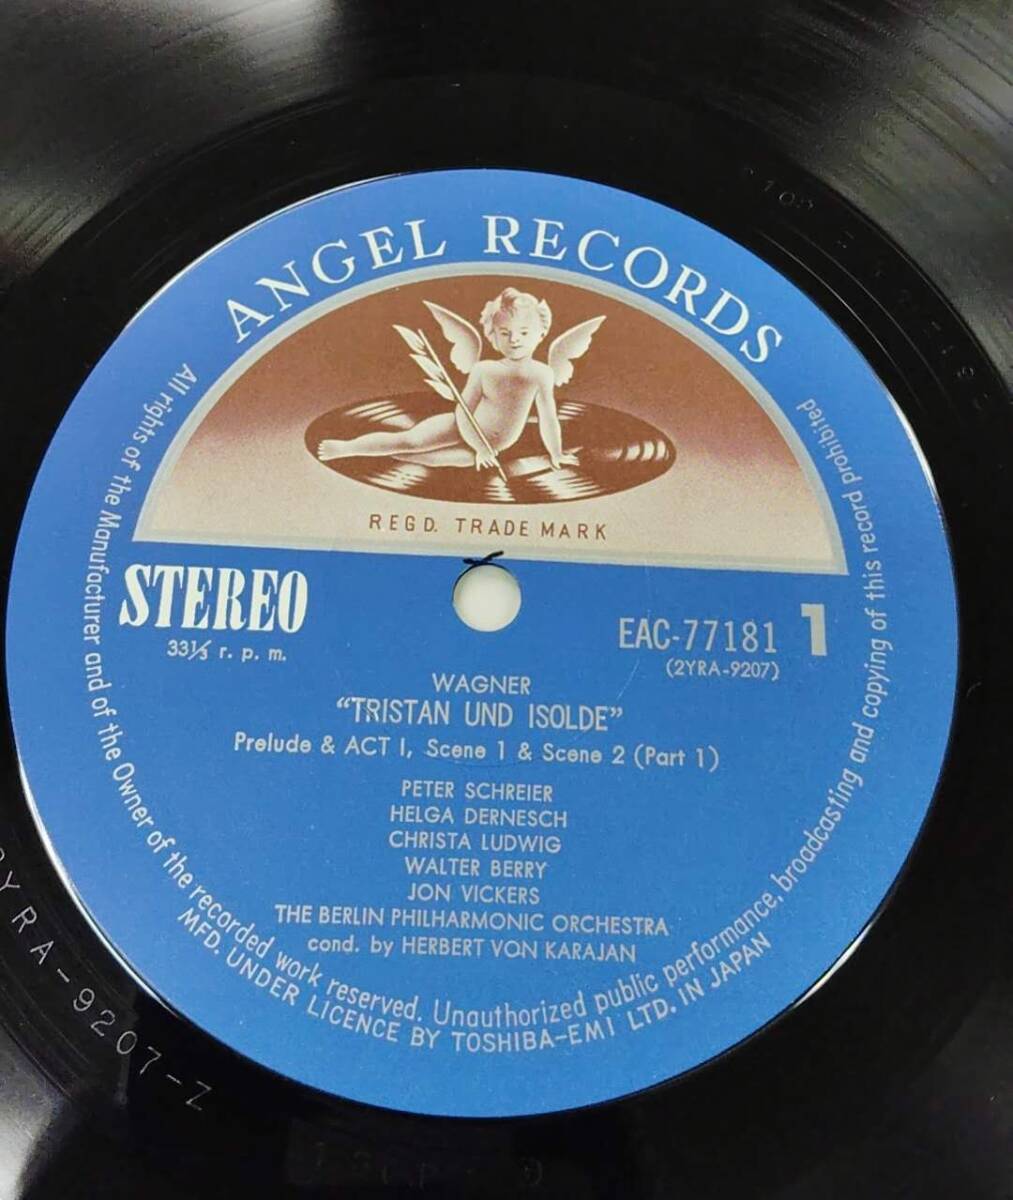 ANGEL RECORDS
REGD. TRADE MARK
STEREO
33⅓ r. p. m.
EAC-77181 1
(2YRA-9207)
WAGNER
“TRISTAN UND ISOLDE”
Prelude & ACT I, Scene 1 & Scene 2 (Part 1)
PETER SCHREIER
HELGA DERNESCH
CHRISTA LUDWIG
WALTER BERRY
JON VICKERS
THE BERLIN PHILHARMONIC ORCHESTRA
cond. by HERBERT VON KARAJAN
All rights of the Manufacturer and of the Owner of the recorded work reserved. Unauthorized public performance, broadcasting and copying of this record prohibited
MFD. UNDER LICENCE BY TOSHIBA-EMI LTD. IN JAPAN
YRA-9207-Z